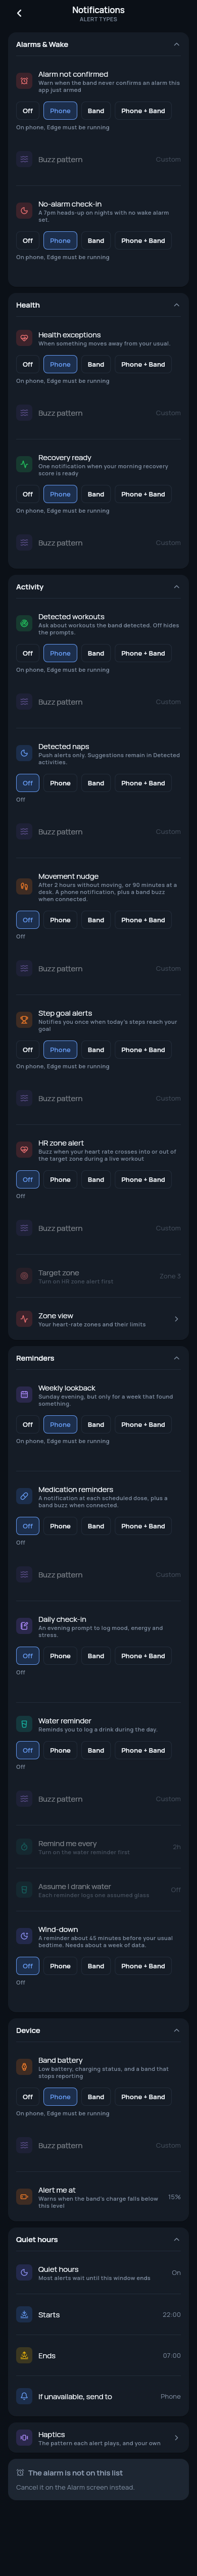 Notifications
ALERT TYPES
Alarms & Wake
Alarm not confirmed
Warn when the band never confirms an alarm this
app just armed
Off Phone Band Phone + Band
On phone, Edge must be running
Buzz pattern Custom
No-alarm check-in
A 7pm heads-up on nights with no wake alarm
set.
Off Phone Band Phone + Band
On phone, Edge must be running
Health
Health exceptions
When something moves away from your usual.
Off Phone Band Phone + Band
On phone, Edge must be running
Buzz pattern Custom
Recovery ready
One notification when your morning recovery
score is ready
Off Phone Band Phone + Band
On phone, Edge must be running
Buzz pattern Custom
Activity
Detected workouts
Ask about workouts the band detected. Off hides
the prompts.
Off Phone Band Phone + Band
On phone, Edge must be running
Buzz pattern Custom
Detected naps
Push alerts only. Suggestions remain in Detected
activities.
Off Phone Band Phone + Band
Off
Buzz pattern Custom
Movement nudge
After 2 hours without moving, or 90 minutes at a
desk. A phone notification, plus a band buzz
when connected.
Off Phone Band Phone + Band
Off
Buzz pattern Custom
Step goal alerts
Notifies you once when today's steps reach your
goal
Off Phone Band Phone + Band
On phone, Edge must be running
Buzz pattern Custom
HR zone alert
Buzz when your heart rate crosses into or out of
the target zone during a live workout
Off Phone Band Phone + Band
Off
Buzz pattern Custom
Target zone Zone 3
Turn on HR zone alert first
Zone view
Your heart-rate zones and their limits
Reminders
Weekly lookback
Sunday evening, but only for a week that found
something.
Off Phone Band Phone + Band
On phone, Edge must be running
Medication reminders
A notification at each scheduled dose, plus a
band buzz when connected.
Off Phone Band Phone + Band
Off
Buzz pattern Custom
Daily check-in
An evening prompt to log mood, energy and
stress.
Off Phone Band Phone + Band
Off
Water reminder
Reminds you to log a drink during the day.
Off Phone Band Phone + Band
Off
Buzz pattern Custom
Remind me every 2h
Turn on the water reminder first
Assume I drank water Off
Each reminder logs one assumed glass
Wind-down
A reminder about 45 minutes before your usual
bedtime. Needs about a week of data.
Off Phone Band Phone + Band
Off
Device
Band battery
Low battery, charging status, and a band that
stops reporting
Off Phone Band Phone + Band
On phone, Edge must be running
Buzz pattern Custom
Alert me at 15%
Warns when the band's charge falls below
this level
Quiet hours
Quiet hours On
Most alerts wait until this window ends
Starts 22:00
Ends 07:00
If unavailable, send to Phone
Haptics
The pattern each alert plays, and your own
The alarm is not on this list
Cancel it on the Alarm screen instead.